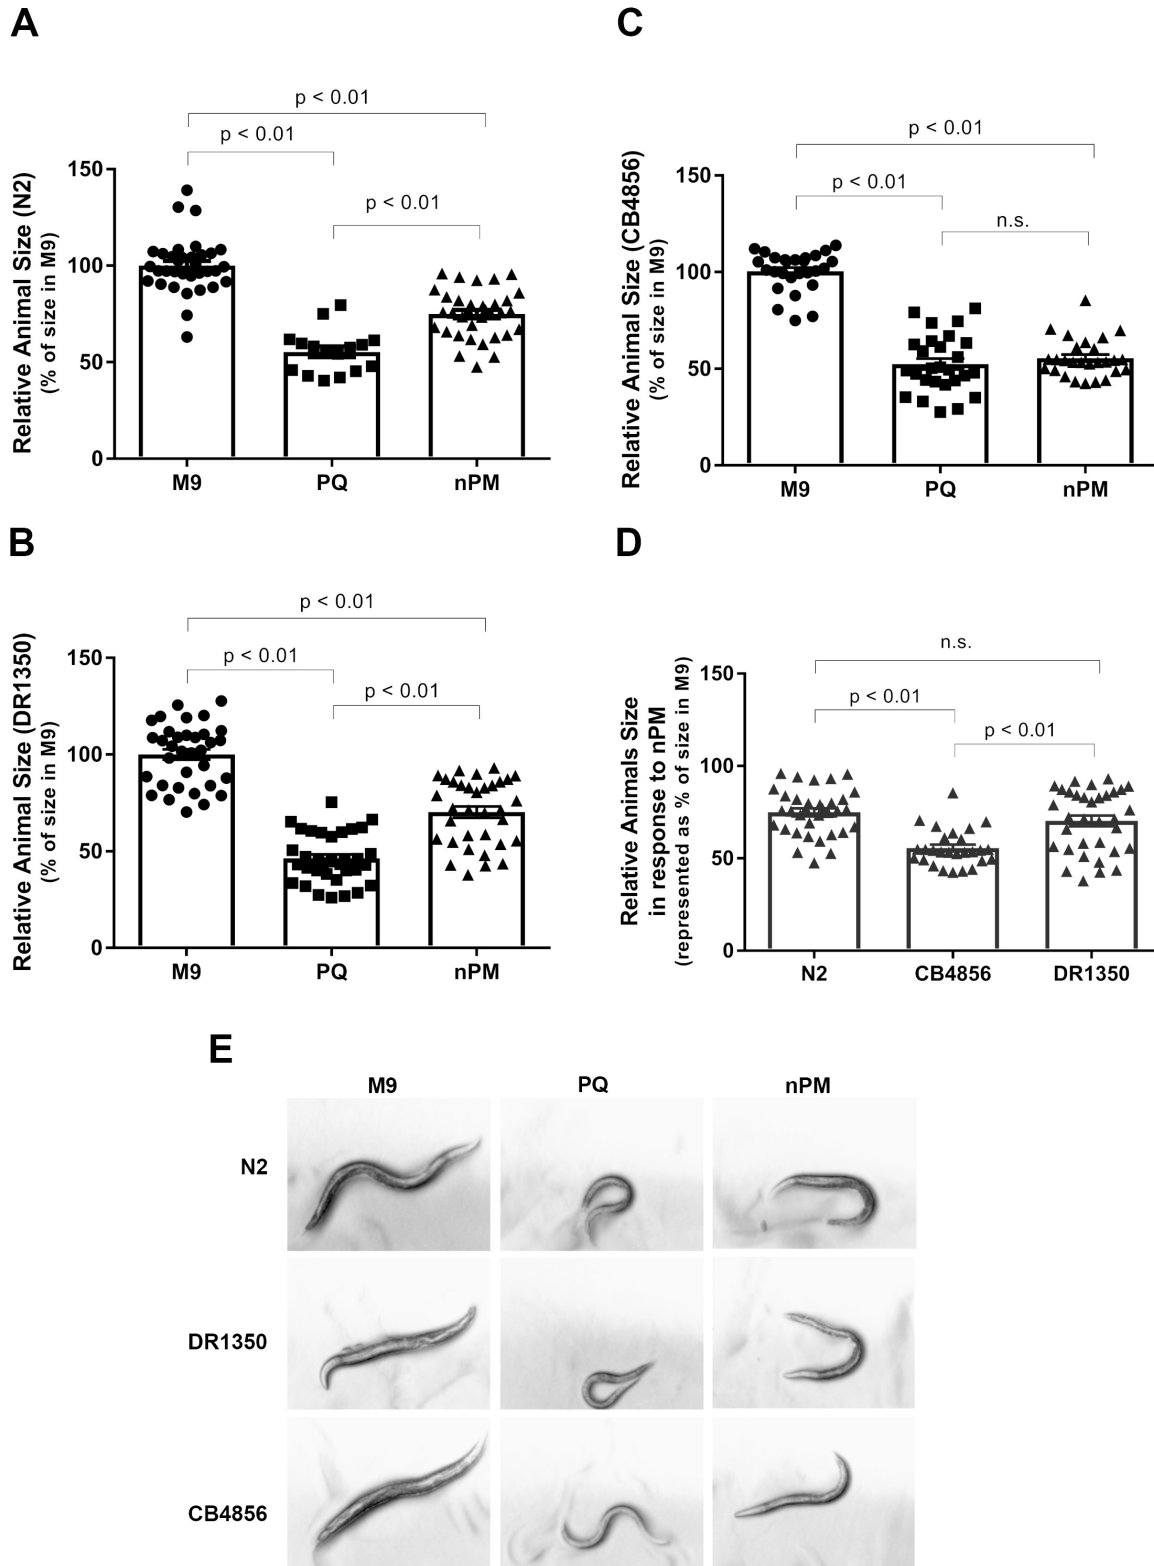 A
p < 0.01
p < 0.01
p < 0.01
Relative Animal Size (N2)
(% of size in M9)
150
100
50
0
M9 PQ nPM
C
p < 0.01
p < 0.01
n.s.
Relative Animal Size (CB4856)
(% of size in M9)
150
100
50
0
M9 PQ nPM
B
p < 0.01
p < 0.01
p < 0.01
Relative Animal Size (DR1350)
(% of size in M9)
150
100
50
0
M9 PQ nPM
D
n.s.
p < 0.01
p < 0.01
Relative Animals Size
in response to nPM
(represented as % of size in M9)
150
100
50
0
N2 CB4856 DR1350
E
M9 PQ nPM
N2
DR1350
CB4856